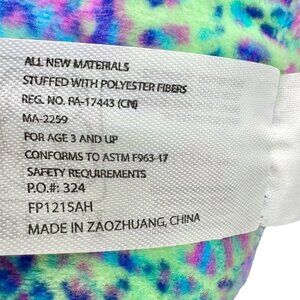 ALL NEW MATERIALS
STUFFED WITH POLYESTER FIBERS
REG. NO. PA-17443 (CN)
MA-2259
FOR AGE 3 AND UP
CONFORMS TO ASTM F963-17
SAFETY REQUIREMENTS
P.O.#: 324
FP1215AH
MADE IN ZAOZHUANG, CHINA